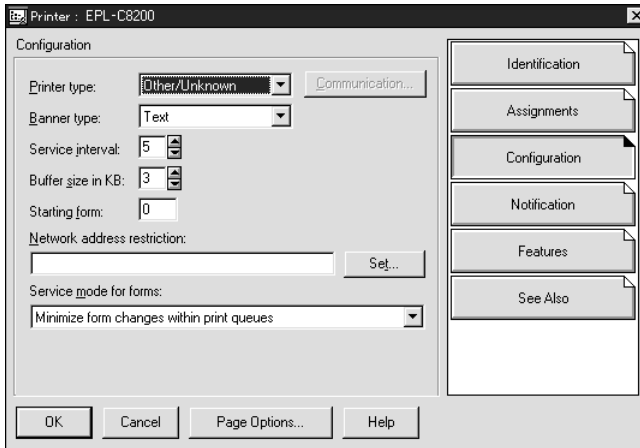 Printer : EPL-C8200
Configuration
Printer type: Other/Unknown Communication...
Banner type: Text
Service interval: 5
Buffer size in KB: 3
Starting form: 0
Network address restriction:
Set...
Service mode for forms:
Minimize form changes within print queues
OK Cancel Page Options... Help
Identification
Assignments
Configuration
Notification
Features
See Also